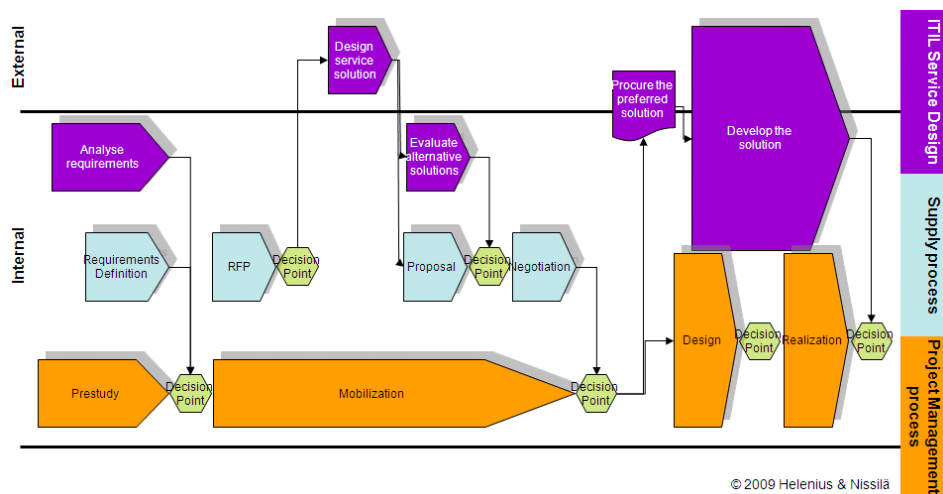 External
Internal
Design
service
solution
Procure the
preferred
solution
Analyse
requirements
Evaluate
alternative
solutions
Develop the
solution
Requirements
Definition
RFP
Decision
Point
Proposal
Decision
Point
Negotiation
Design
Decision
Point
Realization
Decision
Point
Prestudy
Decision
Point
Mobilization
Decision
Point
ITIL Service Design
Supply process
Project Management
process
© 2009 Helenius & Nissilä